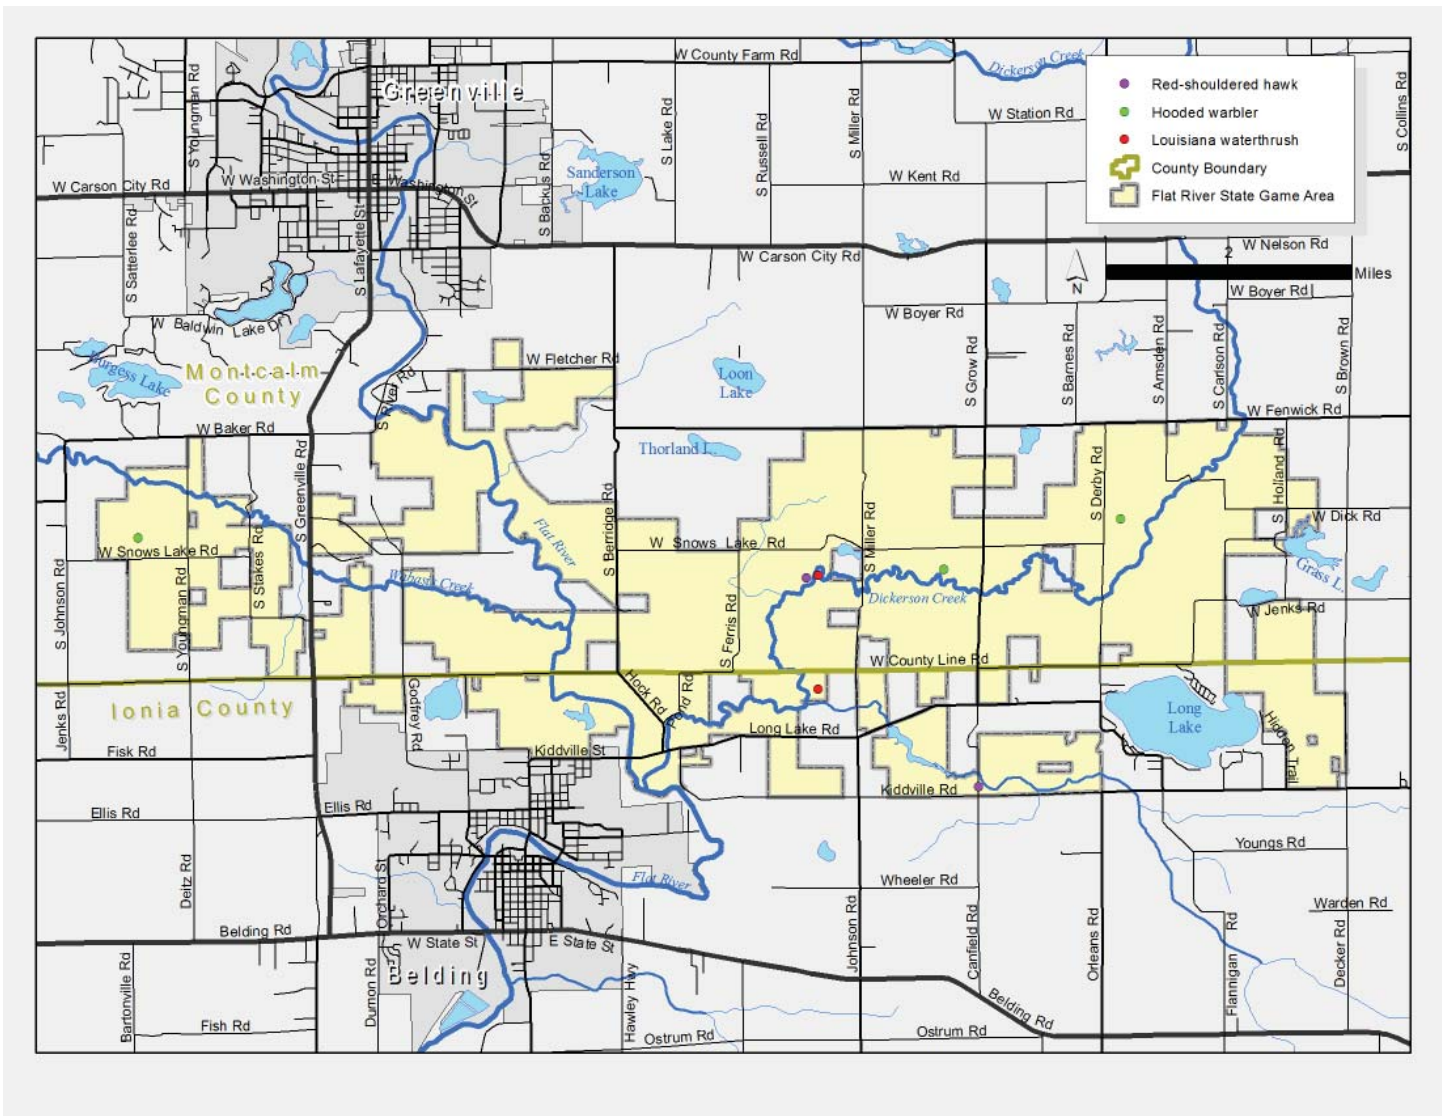 W County Farm Rd
Dickerson Creek
Greenville
Red-shouldered hawk
Hooded warbler
Louisiana waterthrush
County Boundary
Flat River State Game Area
S Youngman Rd
S Lake Rd
S Russell Rd
S Miller Rd
W Station Rd
S Collins Rd
W Carson City Rd
W Washington St
Washington St
S Backus Rd
Sanderson
Lake
W Kent Rd
S Satterlee Rd
S Lafayette St
W Carson City Rd
W Nelson Rd
2
Miles
N
W Boyer Rd
W Boyer Rd
W Baldwin Lake Dr
Burgess Lake
Montcalm
County
W Fletcher Rd
S River Rd
Loon
Lake
S Grow Rd
S Barnes Rd
S Amsden Rd
S Carlson Rd
S Brown Rd
W Fenwick Rd
W Baker Rd
Thorland L.
S Greenville Rd
S Berridge Rd
S Miller Rd
S Derby Rd
S Holland Rd
W Dick Rd
Flat River
W Snows Lake Rd
W Snows Lake Rd
S Stakes Rd
S Johnson Rd
S Youngman Rd
Wabasis Creek
Dickerson Creek
Grass L.
W Jenks Rd
S Ferris Rd
W County Line Rd
Ionia County
Jenks Rd
Godfrey Rd
Hock Rd
Pond Rd
Long Lake Rd
Long
Lake
Hidden Trail
Fisk Rd
Kiddville St
Kiddville Rd
Ellis Rd
Ellis Rd
Youngs Rd
Deitz Rd
Orchard St
Flat River
Wheeler Rd
Warden Rd
Belding Rd
W State St
E State St
Johnson Rd
Canfield Rd
Orleans Rd
Flannigan Rd
Decker Rd
Belding
Bartonville Rd
Dumon Rd
Hawley Hwy
Belding Rd
Fish Rd
Ostrum Rd
Ostrum Rd